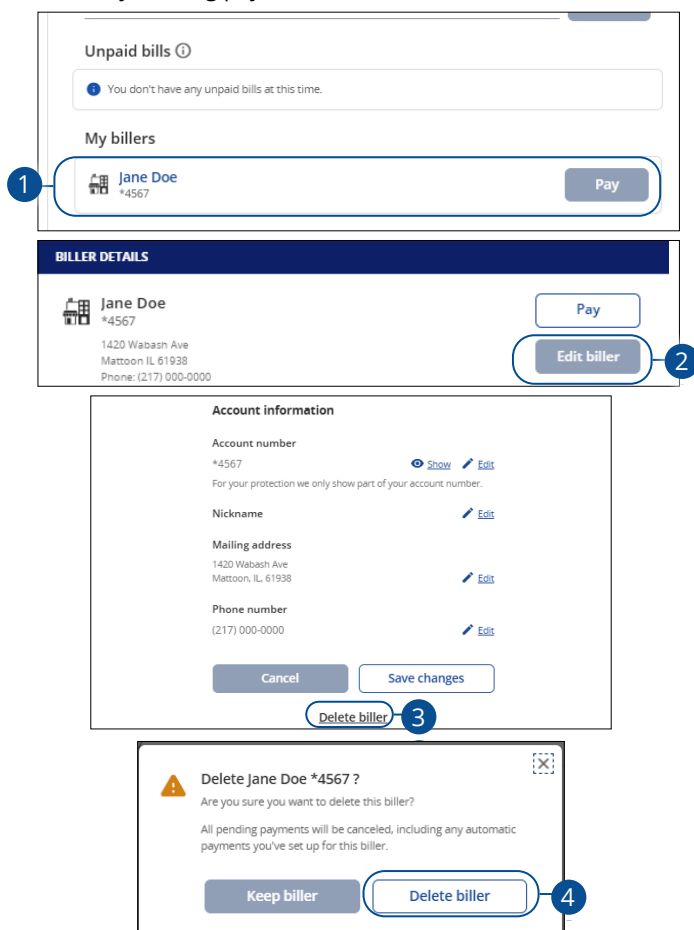 Unpaid bills
You don't have any unpaid bills at this time.
My billers
1
Jane Doe
*4567
Pay
BILLER DETAILS
Jane Doe
*4567
Pay
1420 Wabash Ave
Mattoon IL 61938
Phone: (217) 000-0000
Edit biller
2
Account information
Account number
*4567 Show Edit
For your protection we only show part of your account number.
Nickname Edit
Mailing address
1420 Wabash Ave
Mattoon, IL, 61938 Edit
Phone number
(217) 000-0000 Edit
Cancel Save changes
Delete biller 3
Delete Jane Doe *4567 ?
Are you sure you want to delete this biller?
All pending payments will be canceled, including any automatic
payments you've set up for this biller.
Keep biller Delete biller 4